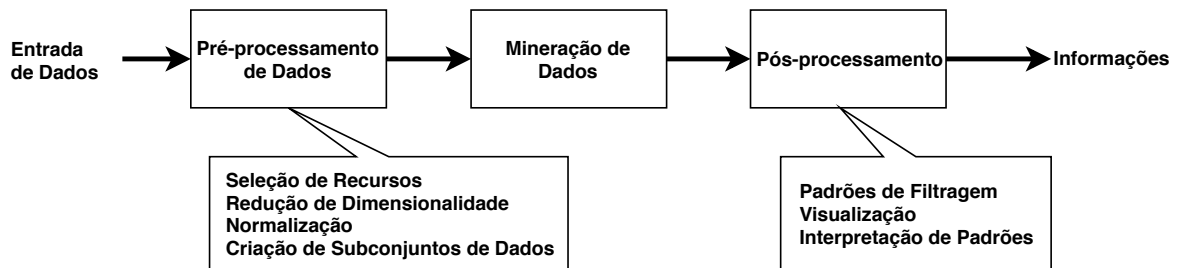 Entrada
de Dados
Pré-processamento
de Dados
Mineração de
Dados
Pós-processamento
Informações
Seleção de Recursos
Redução de Dimensionalidade
Normalização
Criação de Subconjuntos de Dados
Padrões de Filtragem
Visualização
Interpretação de Padrões